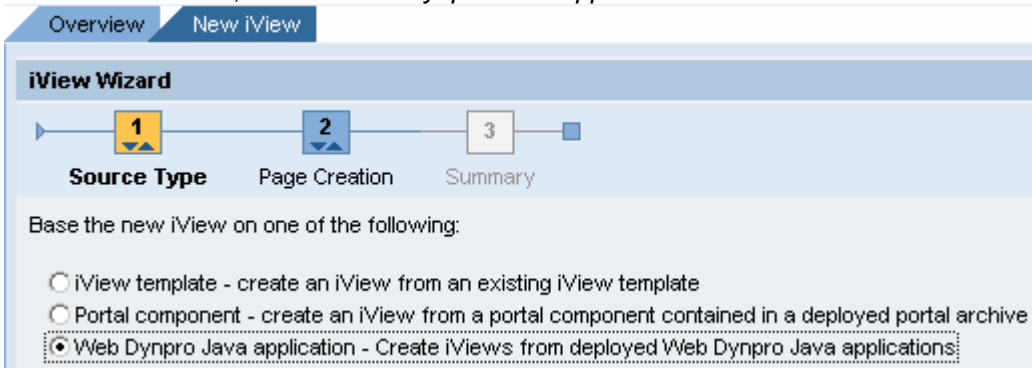 Overview New iView
iView Wizard
1 2 3
Source Type Page Creation Summary
Base the new iView on one of the following:
iView template - create an iView from an existing iView template
Portal component - create an iView from a portal component contained in a deployed portal archive
Web Dynpro Java application - Create iViews from deployed Web Dynpro Java applications